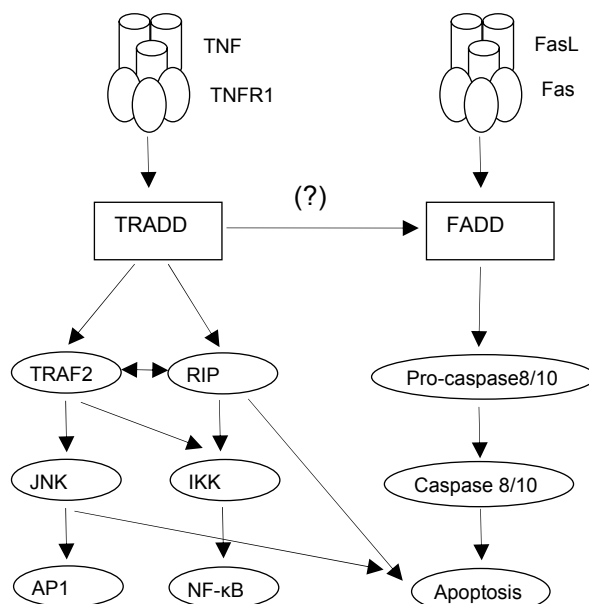 TNF
FasL
TNFR1
Fas
(?)
TRADD
FADD
TRAF2
RIP
Pro-caspase8/10
JNK
IKK
Caspase 8/10
AP1
NF-κB
Apoptosis